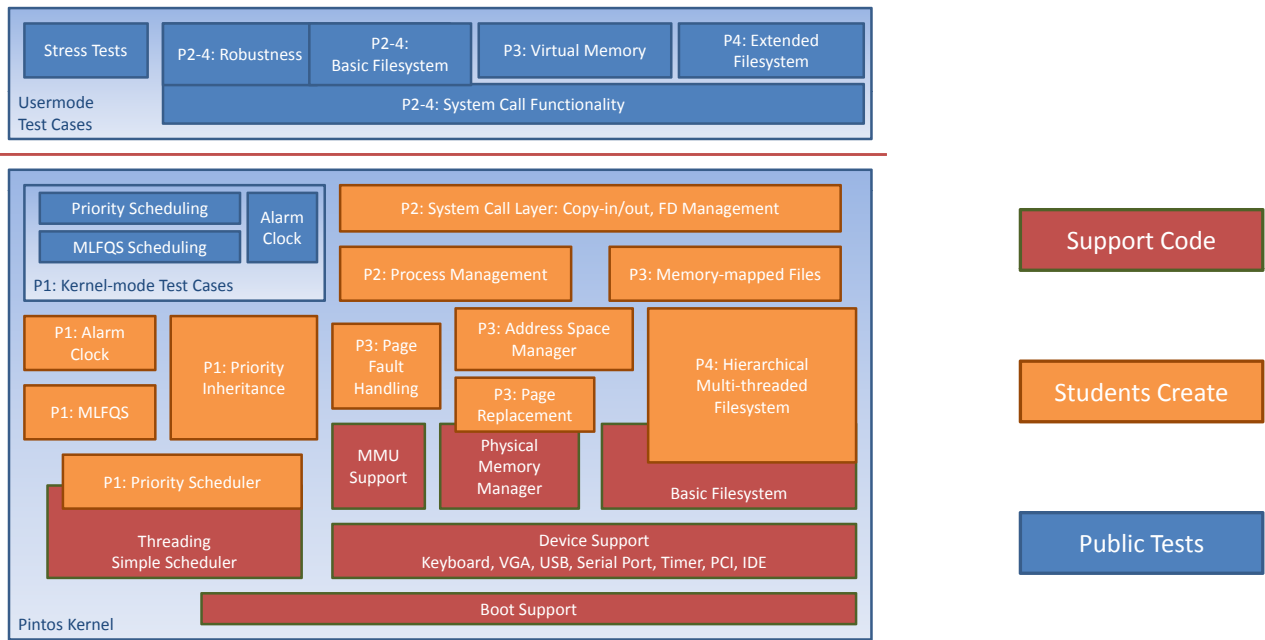 Stress Tests
P2-4: Robustness
P2-4:
Basic Filesystem
P3: Virtual Memory
P4: Extended
Filesystem
P2-4: System Call Functionality
Usermode
Test Cases
Priority Scheduling
MLFQS Scheduling
Alarm
Clock
P1: Kernel-mode Test Cases
P2: System Call Layer: Copy-in/out, FD Management
P2: Process Management
P3: Memory-mapped Files
P1: Alarm
Clock
P1: MLFQS
P1: Priority
Inheritance
P3: Page
Fault
Handling
P3: Address Space
Manager
P3: Page
Replacement
P4: Hierarchical
Multi-threaded
Filesystem
MMU
Support
Physical
Memory
Manager
Basic Filesystem
P1: Priority Scheduler
Threading
Simple Scheduler
Device Support
Keyboard, VGA, USB, Serial Port, Timer, PCI, IDE
Boot Support
Pintos Kernel
Support Code
Students Create
Public Tests